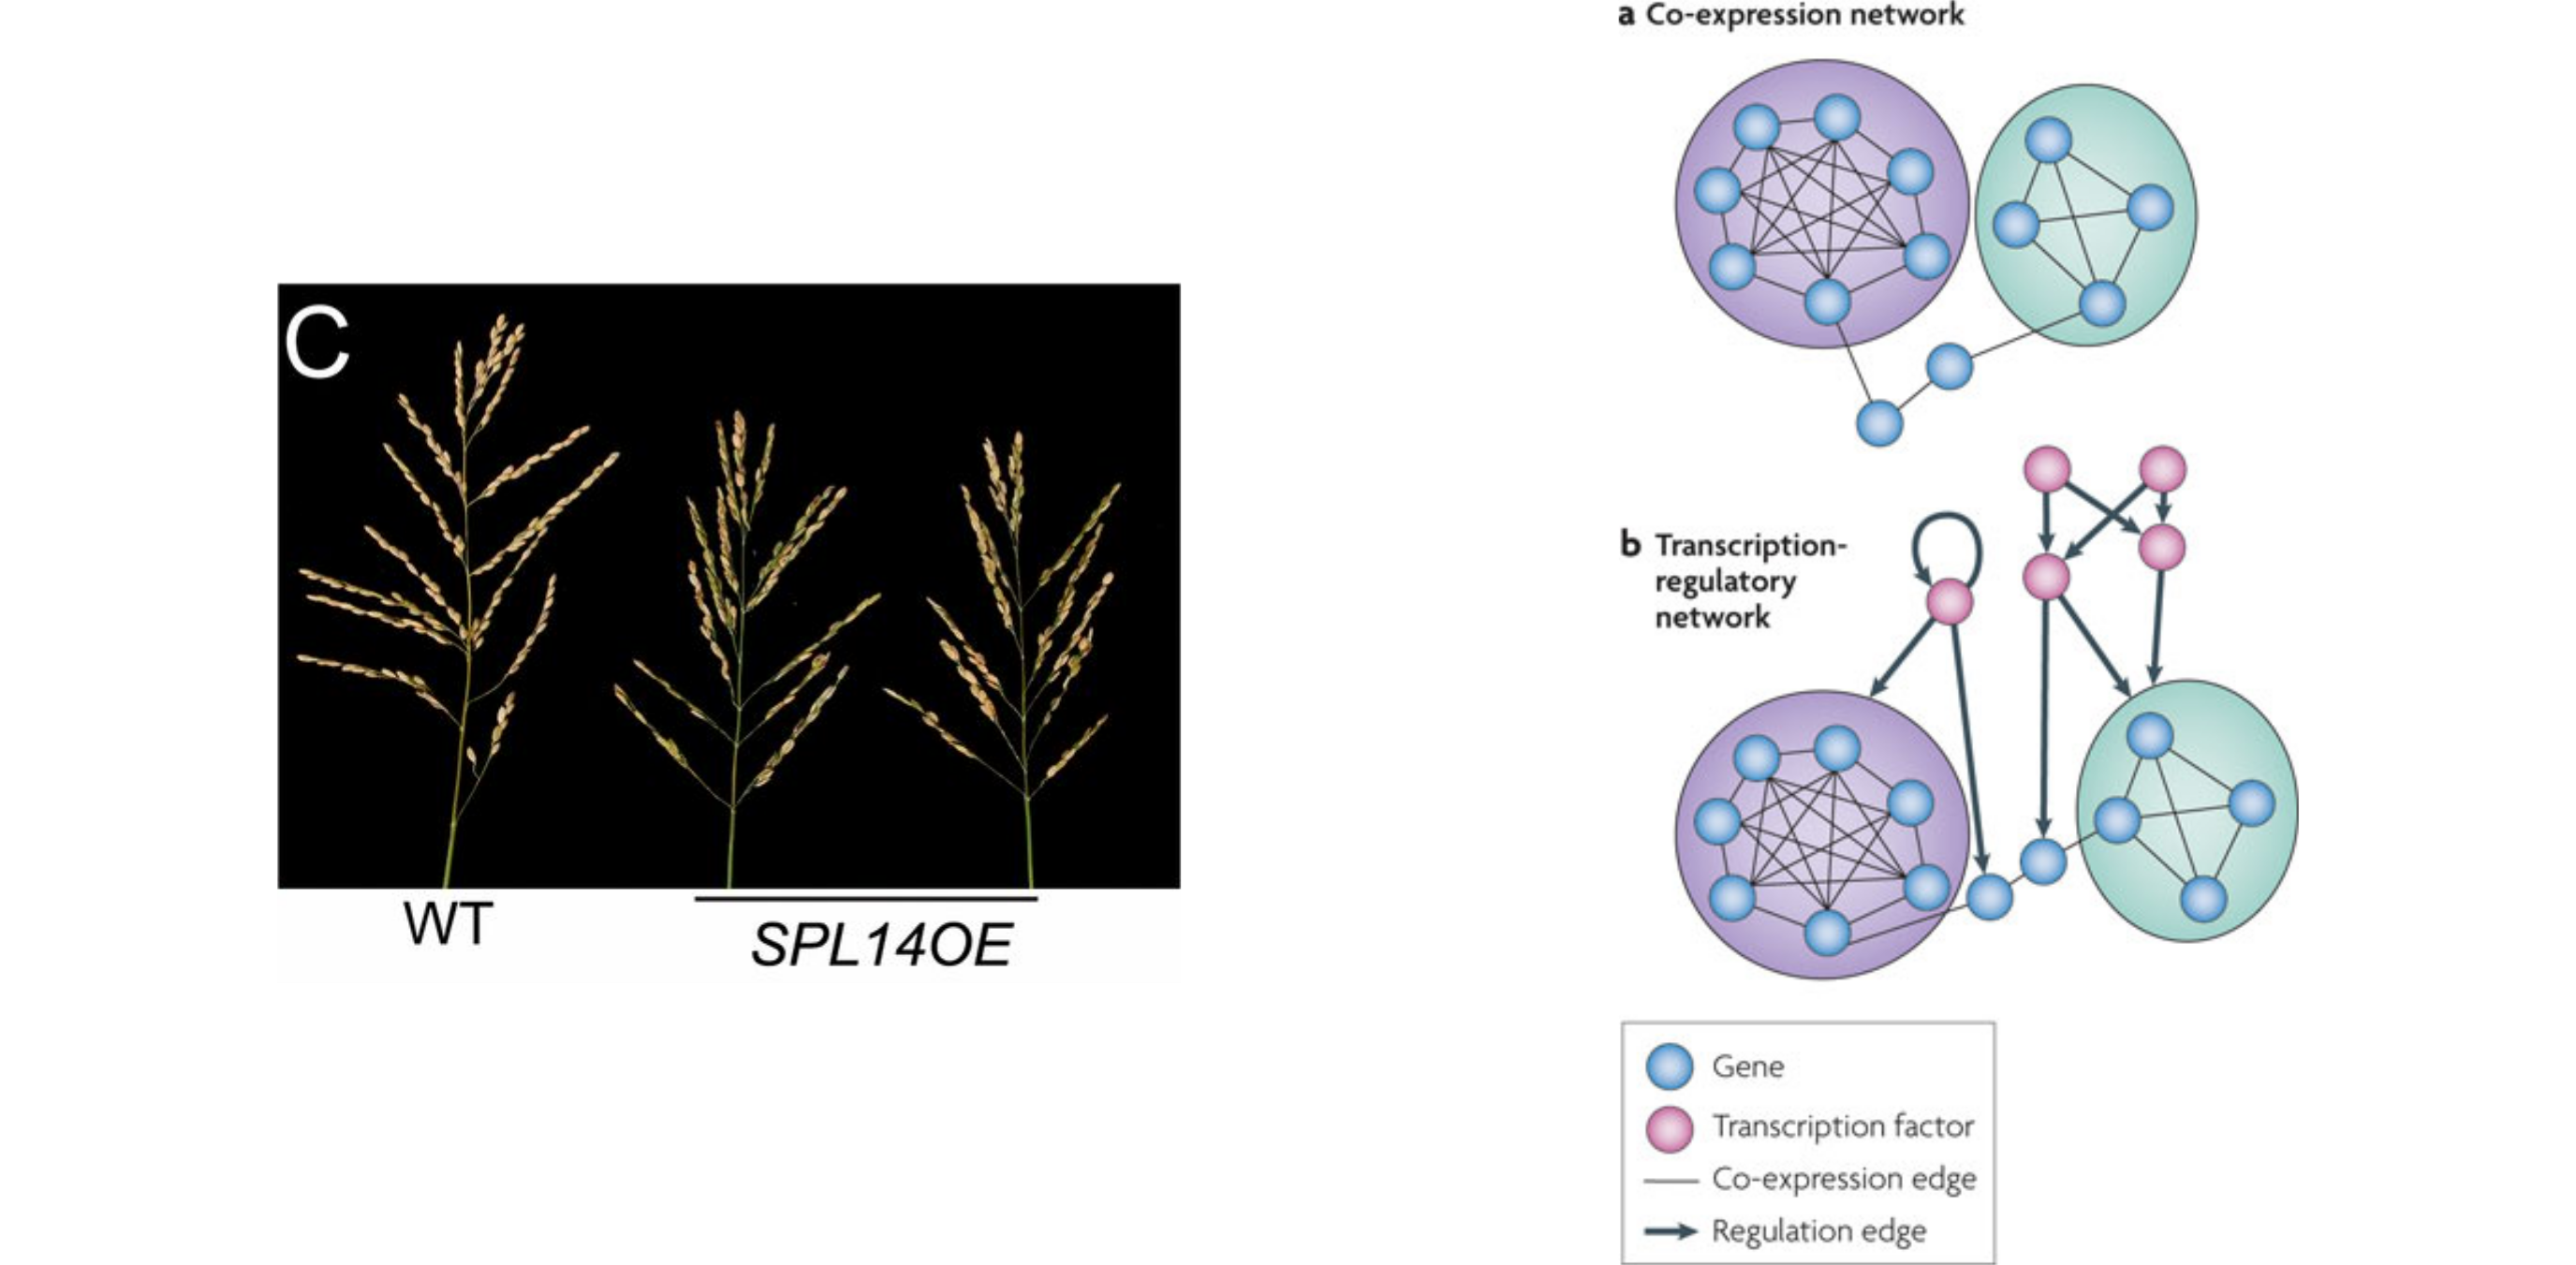 C
WT
SPL14OE
a Co-expression network
b Transcription-
regulatory
network
Gene
Transcription factor
Co-expression edge
Regulation edge